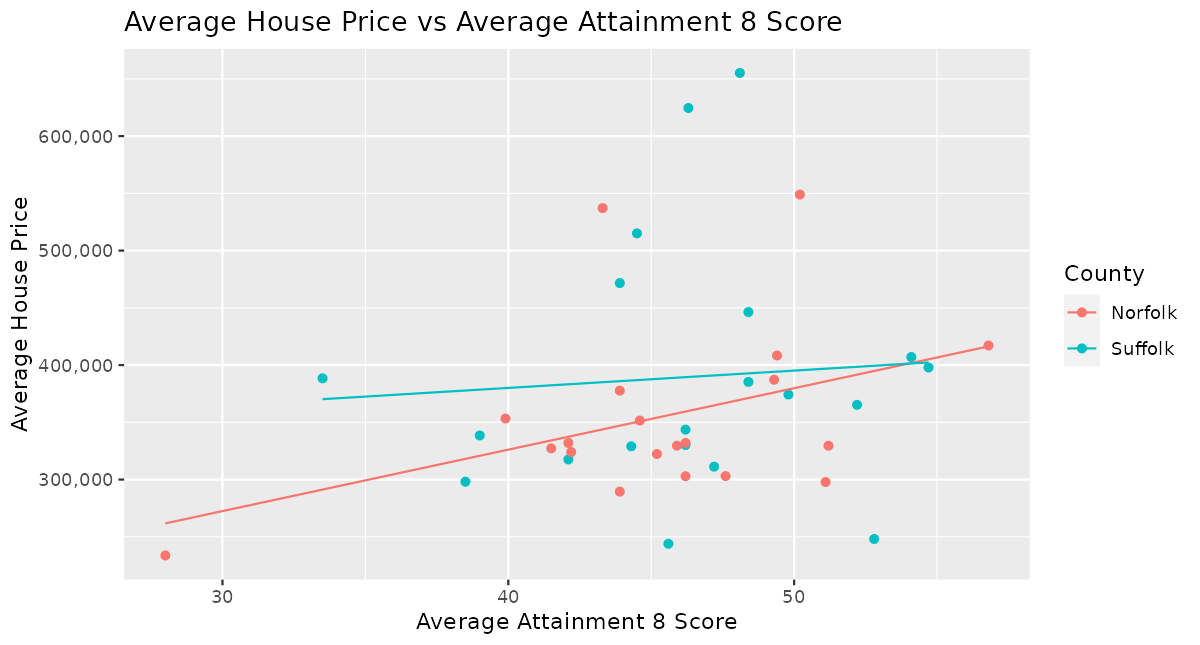 Average House Price vs Average Attainment 8 Score
600,000
500,000
400,000
300,000
Average House Price
30 40 50
Average Attainment 8 Score
County
Norfolk
Suffolk